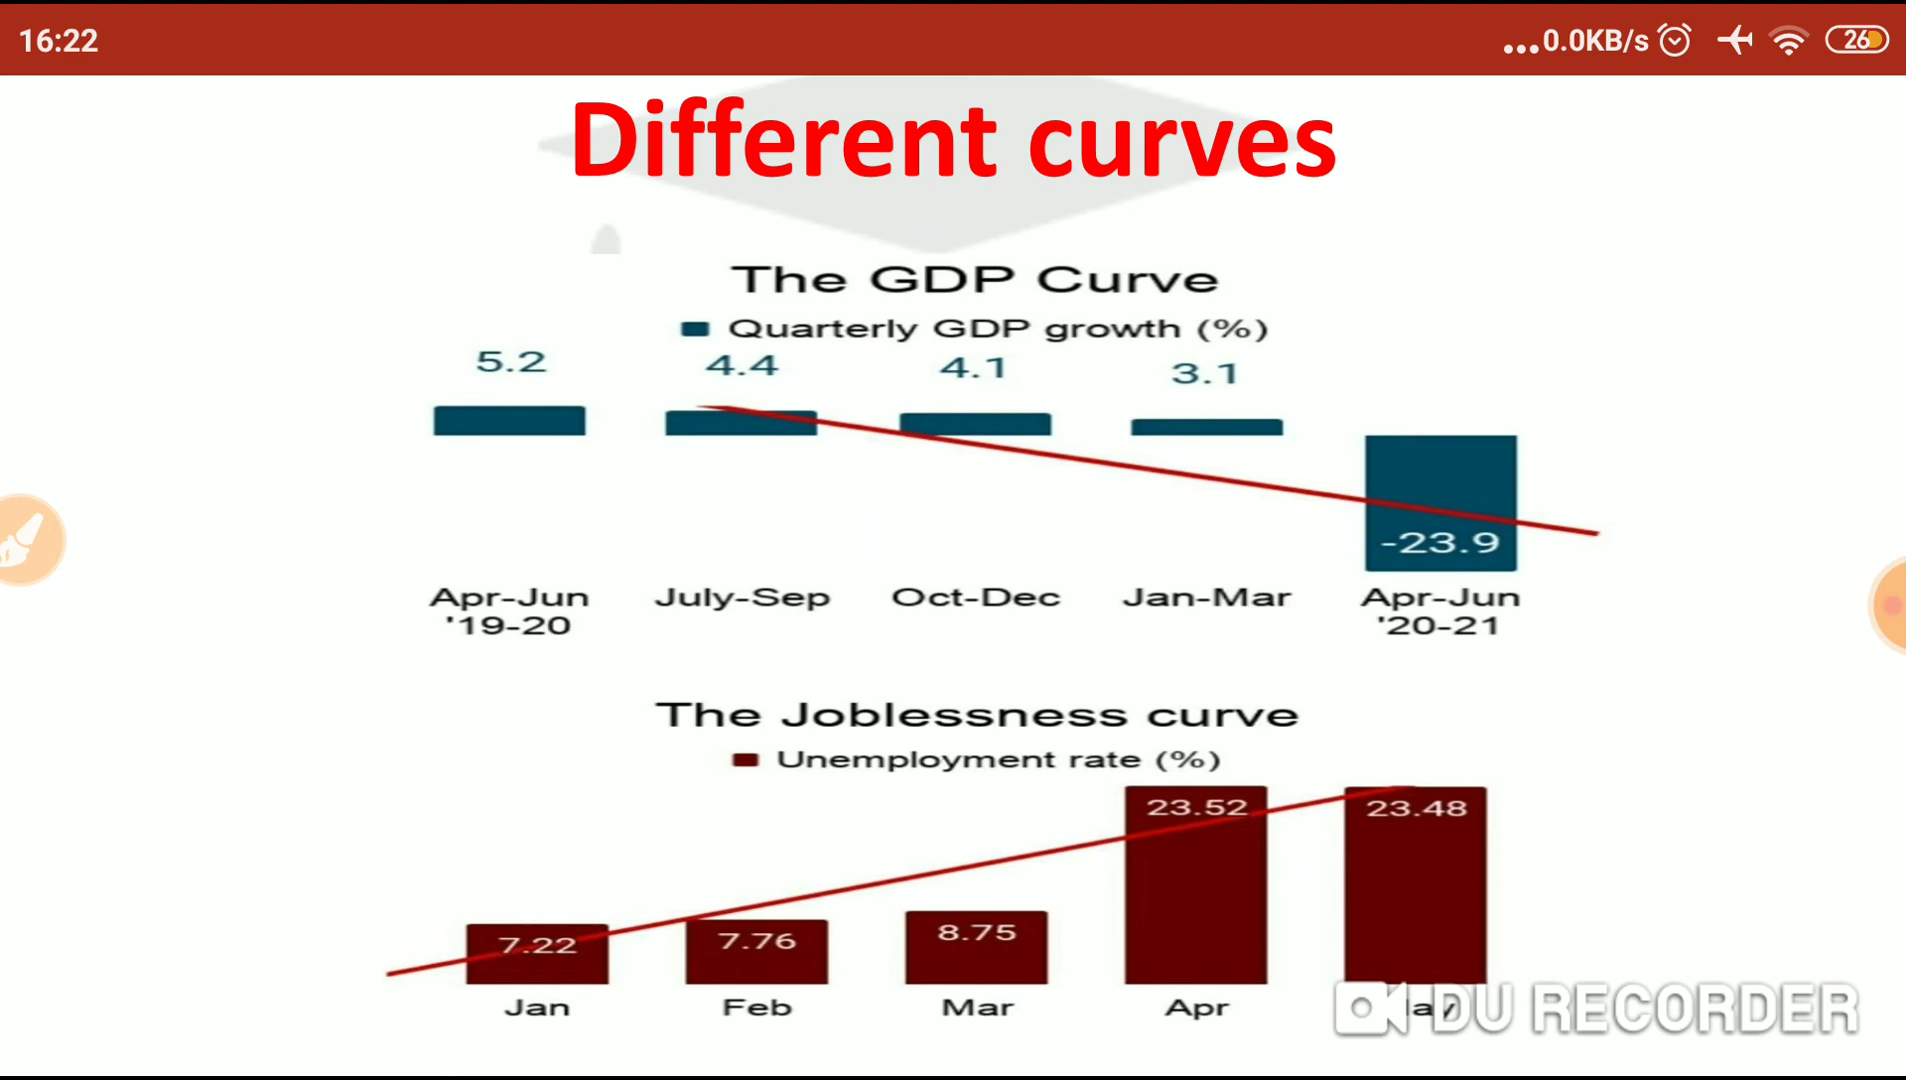 16:22
...0.0KB/s
26
Different curves
The GDP Curve
Quarterly GDP growth (%)
5.2 4.4 4.1 3.1
-23.9
Apr-Jun '19-20 July-Sep Oct-Dec Jan-Mar Apr-Jun '20-21
The Joblessness curve
Unemployment rate (%)
7.22 7.76 8.75 23.52 23.48
Jan Feb Mar Apr May
DU RECORDER